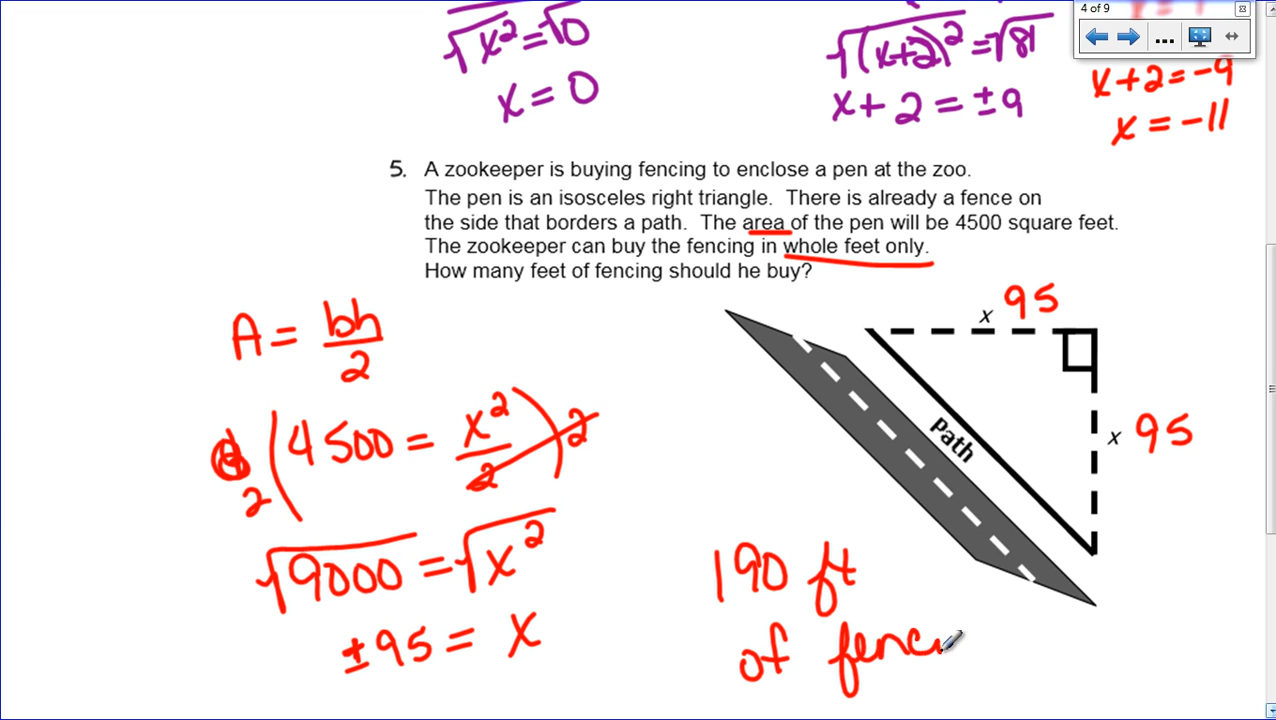 4 of 9
√x² = √0
x = 0
√(x+2)² = √81
x + 2 = ±9
x + 2 = -9
x = -11
5. A zookeeper is buying fencing to enclose a pen at the zoo.
The pen is an isosceles right triangle. There is already a fence on
the side that borders a path. The area of the pen will be 4500 square feet.
The zookeeper can buy the fencing in whole feet only.
How many feet of fencing should he buy?
A = bh/2
2(4500 = x²/2)2
√9000 = √x²
±95 = x
x 95
x 95
Path
190 ft
of fenci